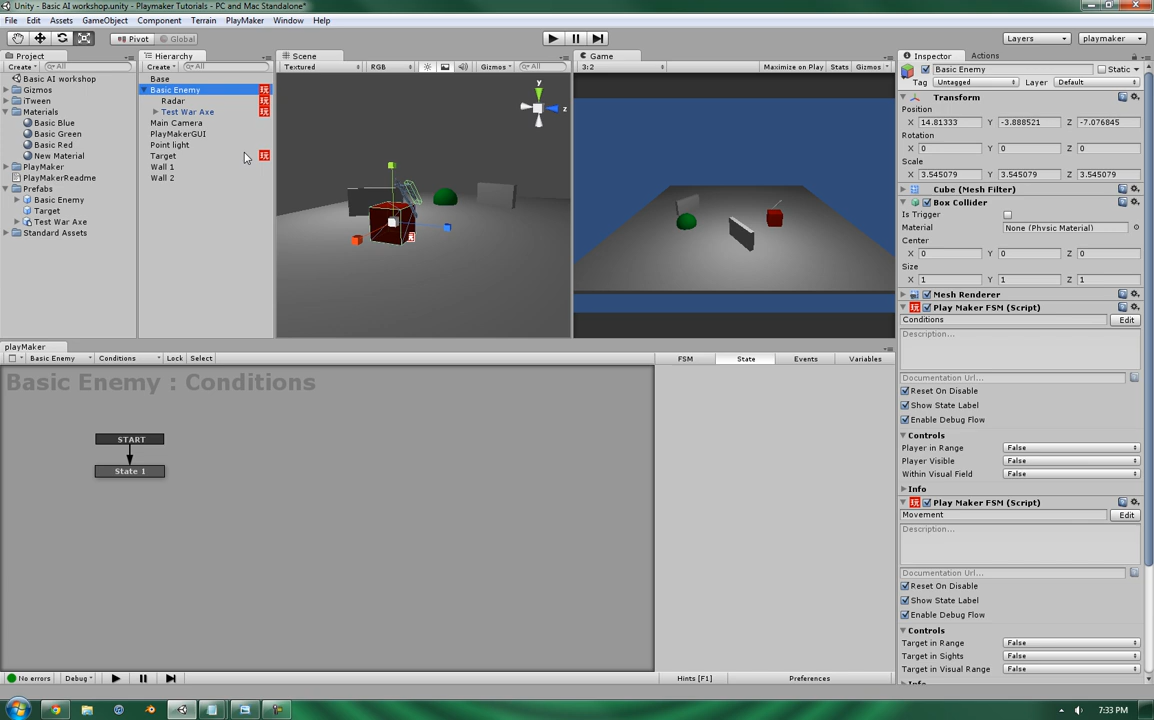 Unity - Basic AI workshop.unity - Playmaker Tutorials - PC and Mac Standalone*
File Edit Assets GameObject Component Terrain PlayMaker Window Help
Pivot Global Layers playmaker
Project
Create All
Basic AI workshop
Gizmos
iTween
Materials
Basic Blue
Basic Green
Basic Red
New Material
PlayMaker
PlayMakerReadme
Prefabs
Basic Enemy
Target
Test War Axe
Standard Assets
Hierarchy
Create All
Base
Basic Enemy
Radar
Test War Axe
Main Camera
PlayMakerGUI
Point light
Target
Wall 1
Wall 2
Scene
Textured RGB Gizmos All
y
z
Game
3:2 Maximize on Play Stats Gizmos
Inspector Actions
Basic Enemy Static
Tag Untagged Layer Default
Transform
Position
X 14.81333 Y -3.888521 Z -7.076845
Rotation
X 0 Y 0 Z 0
Scale
X 3.545079 Y 3.545079 Z 3.545079
Cube (Mesh Filter)
Box Collider
Is Trigger
Material None (Physic Material)
Center
X 0 Y 0 Z 0
Size
X 1 Y 1 Z 1
Mesh Renderer
Play Maker FSM (Script)
Conditions Edit
Description...
Documentation Url...
Reset On Disable
Show State Label
Enable Debug Flow
Controls
Player in Range False
Player Visible False
Within Visual Field False
Info
Play Maker FSM (Script)
Movement Edit
Description...
Documentation Url...
Reset On Disable
Show State Label
Enable Debug Flow
Controls
Target in Range False
Target in Sights False
Target in Visual Range False
Info
playMaker
Basic Enemy Conditions Lock Select FSM State Events Variables
Basic Enemy : Conditions
START
State 1
No errors Debug Hints [F1] Preferences
7:33 PM